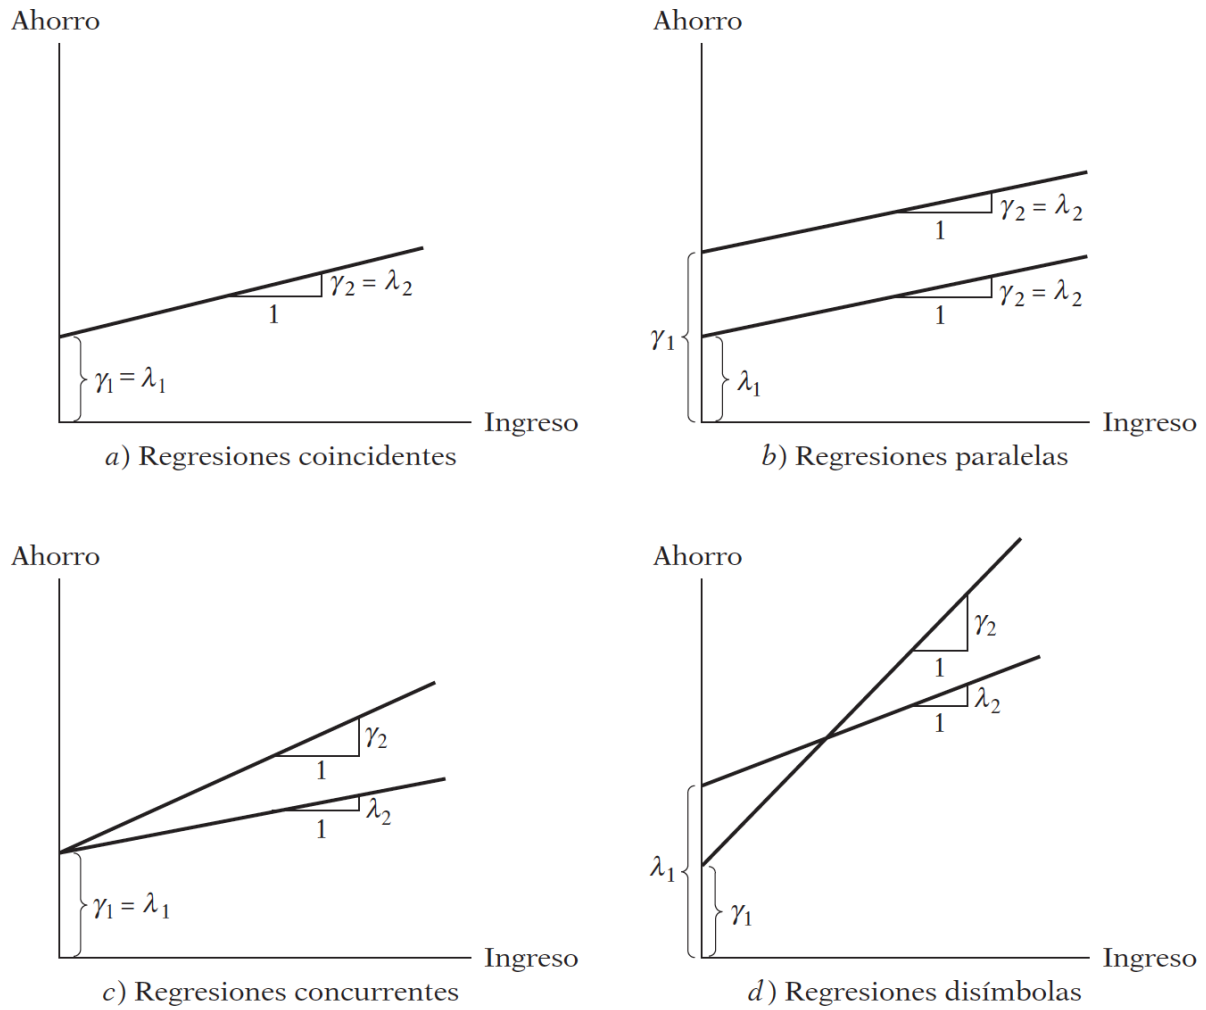 Ahorro
γ₂ = λ₂
1
γ₁ = λ₁
Ingreso
a) Regresiones coincidentes
Ahorro
γ₂ = λ₂
1
γ₂ = λ₂
1
γ₁
λ₁
Ingreso
b) Regresiones paralelas
Ahorro
γ₂
1
λ₂
1
γ₁ = λ₁
Ingreso
c) Regresiones concurrentes
Ahorro
γ₂
1
λ₂
1
λ₁
γ₁
Ingreso
d) Regresiones disímbolas